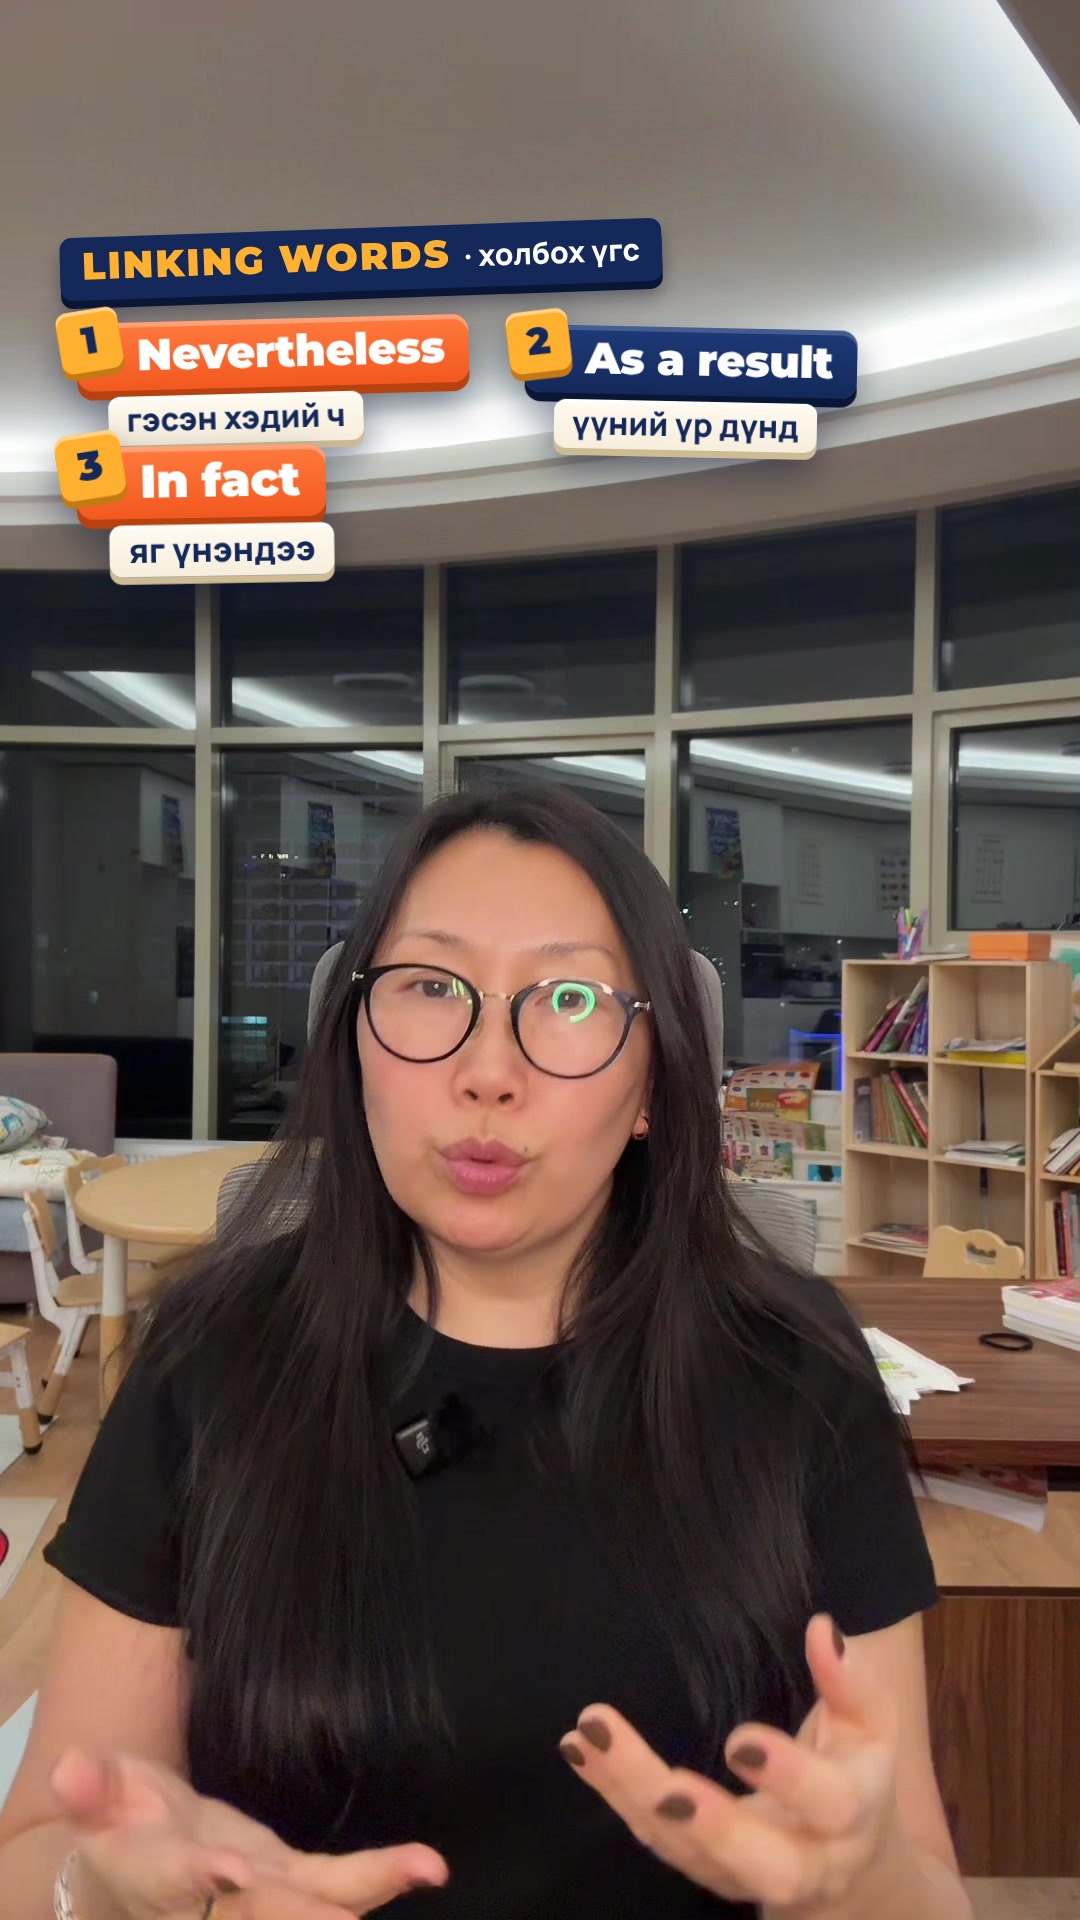 LINKING WORDS · холбох үгс
1 Nevertheless
гэсэн хэдий ч
2 As a result
үүний үр дүнд
3 In fact
яг үнэндээ